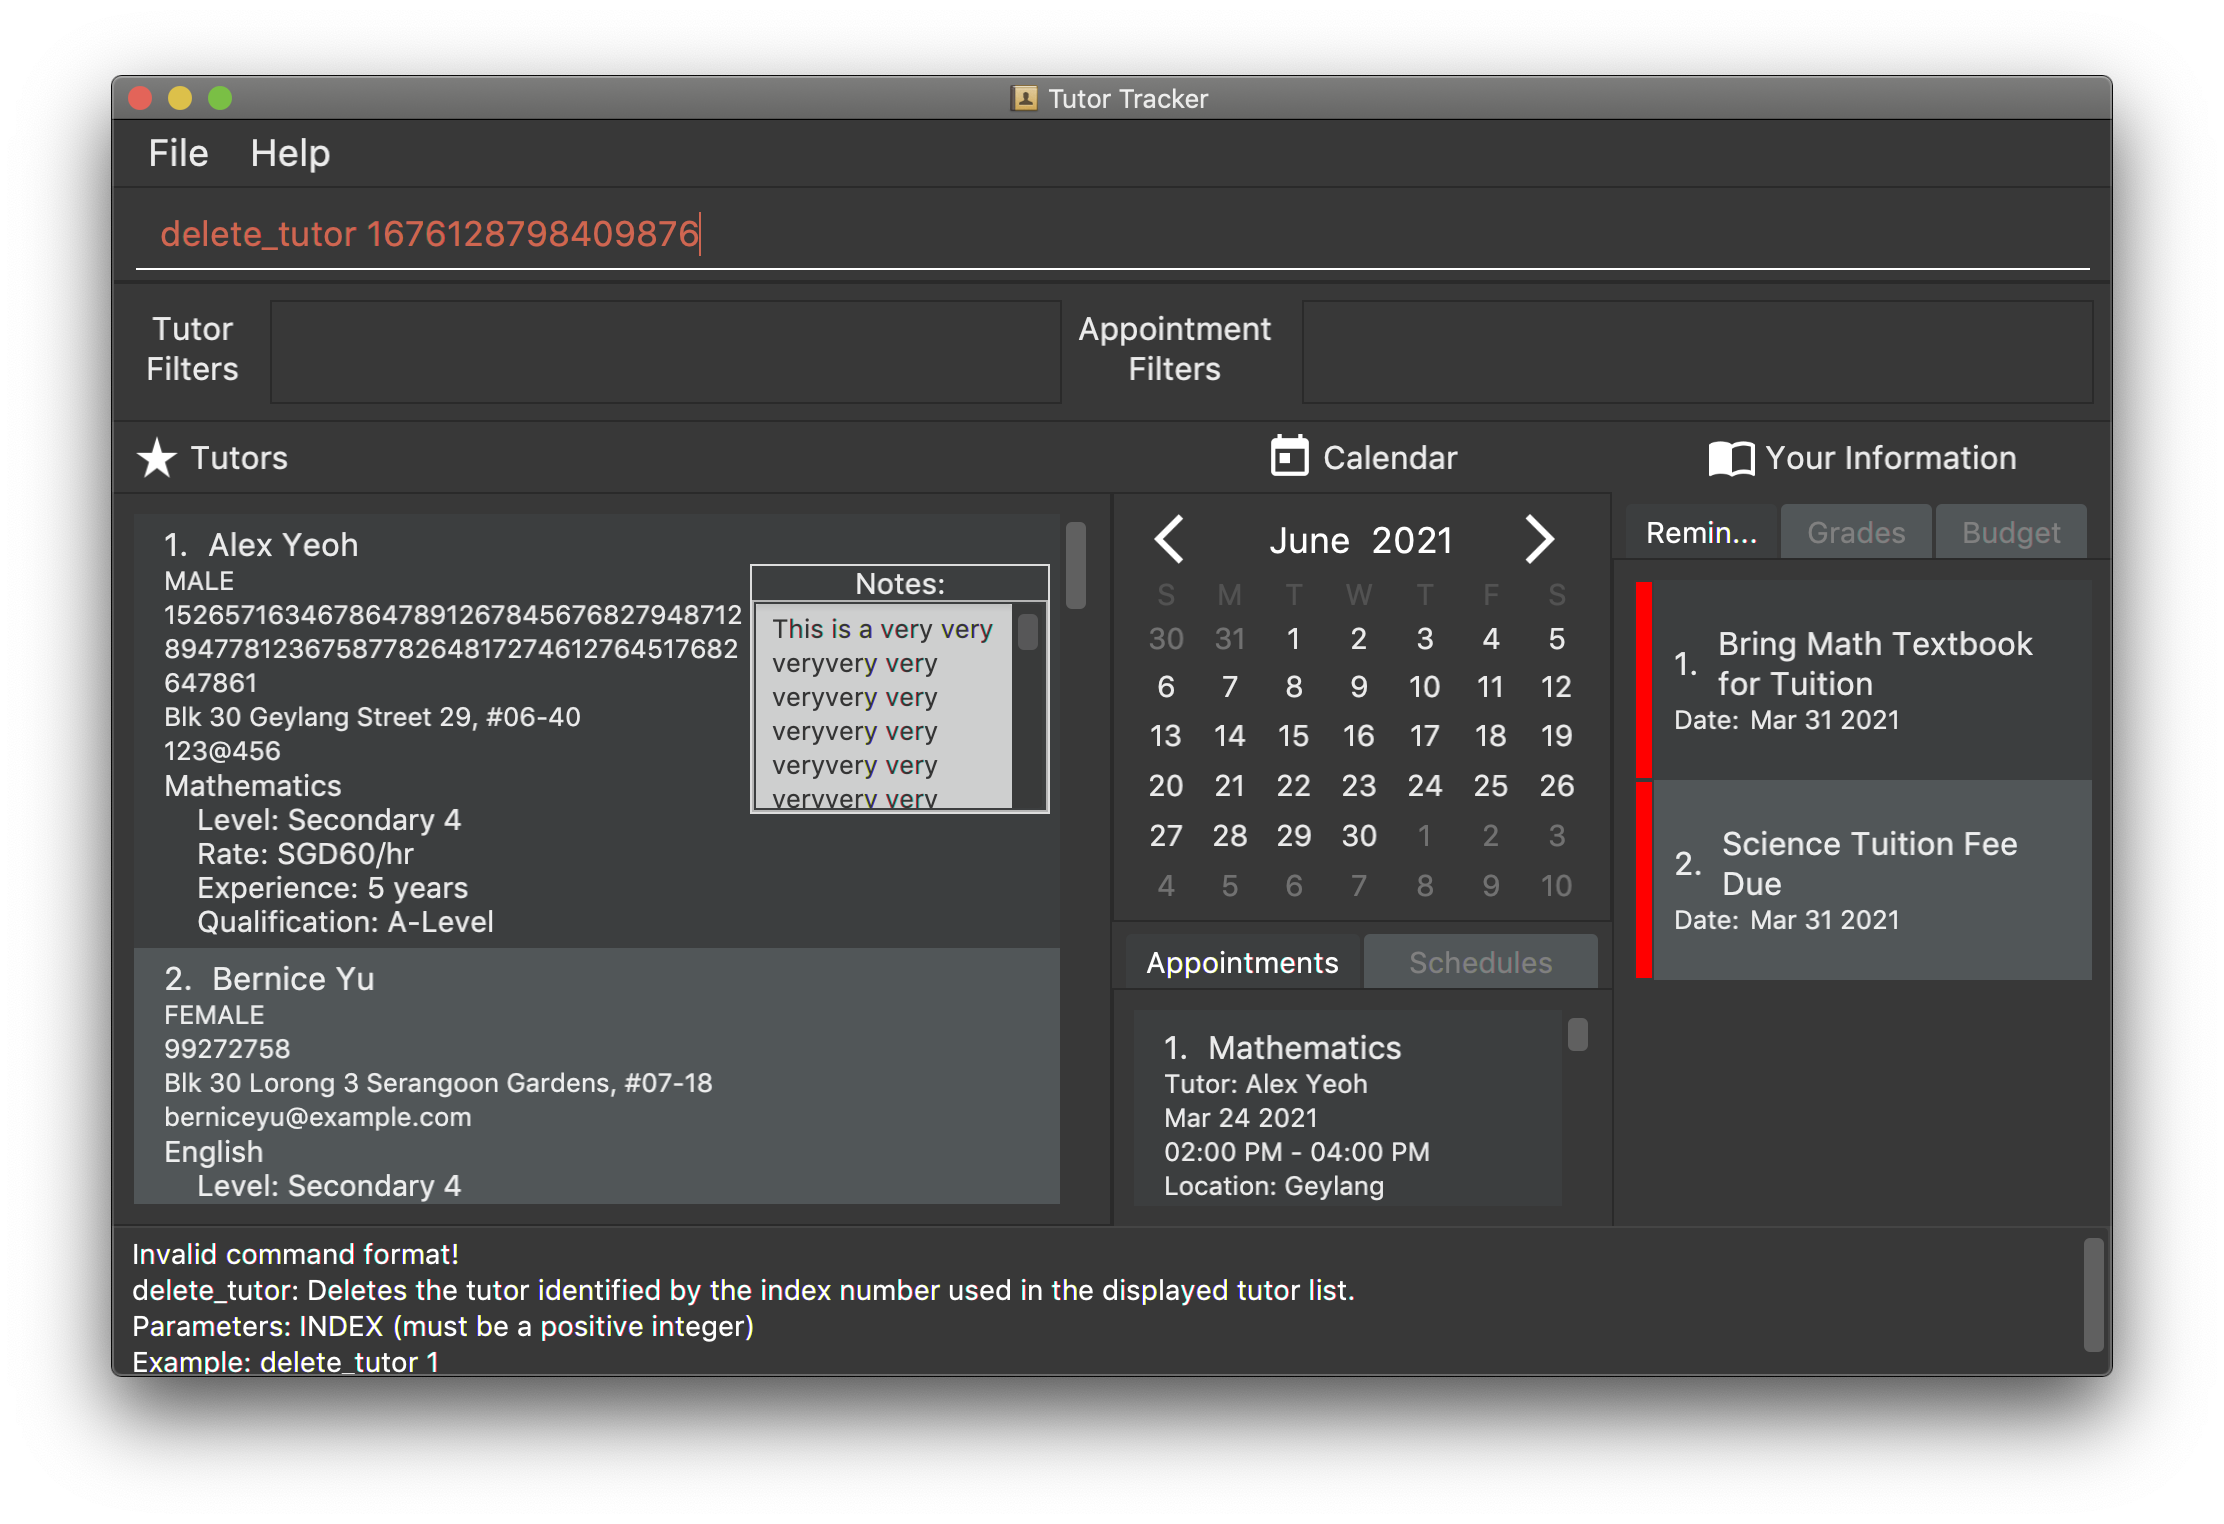 Tutor Tracker
File Help
delete_tutor 1676128798409876
Tutor
Filters
Appointment
Filters
Tutors
1. Alex Yeoh
MALE
1526571634678647891267845676827948712
8947781236758778264817274612764517682
647861
Blk 30 Geylang Street 29, #06-40
123@456
Mathematics
Level: Secondary 4
Rate: SGD60/hr
Experience: 5 years
Qualification: A-Level
Notes:
This is a very very
veryvery very
veryvery very
veryvery very
veryvery very
veryvery very
2. Bernice Yu
FEMALE
99272758
Blk 30 Lorong 3 Serangoon Gardens, #07-18
berniceyu@example.com
English
Level: Secondary 4
Calendar
June 2021
S M T W T F S
30 31 1 2 3 4 5
6 7 8 9 10 11 12
13 14 15 16 17 18 19
20 21 22 23 24 25 26
27 28 29 30 1 2 3
4 5 6 7 8 9 10
Appointments Schedules
1. Mathematics
Tutor: Alex Yeoh
Mar 24 2021
02:00 PM - 04:00 PM
Location: Geylang
Your Information
Remin... Grades Budget
1. Bring Math Textbook
for Tuition
Date: Mar 31 2021
2. Science Tuition Fee
Due
Date: Mar 31 2021
Invalid command format!
delete_tutor: Deletes the tutor identified by the index number used in the displayed tutor list.
Parameters: INDEX (must be a positive integer)
Example: delete_tutor 1